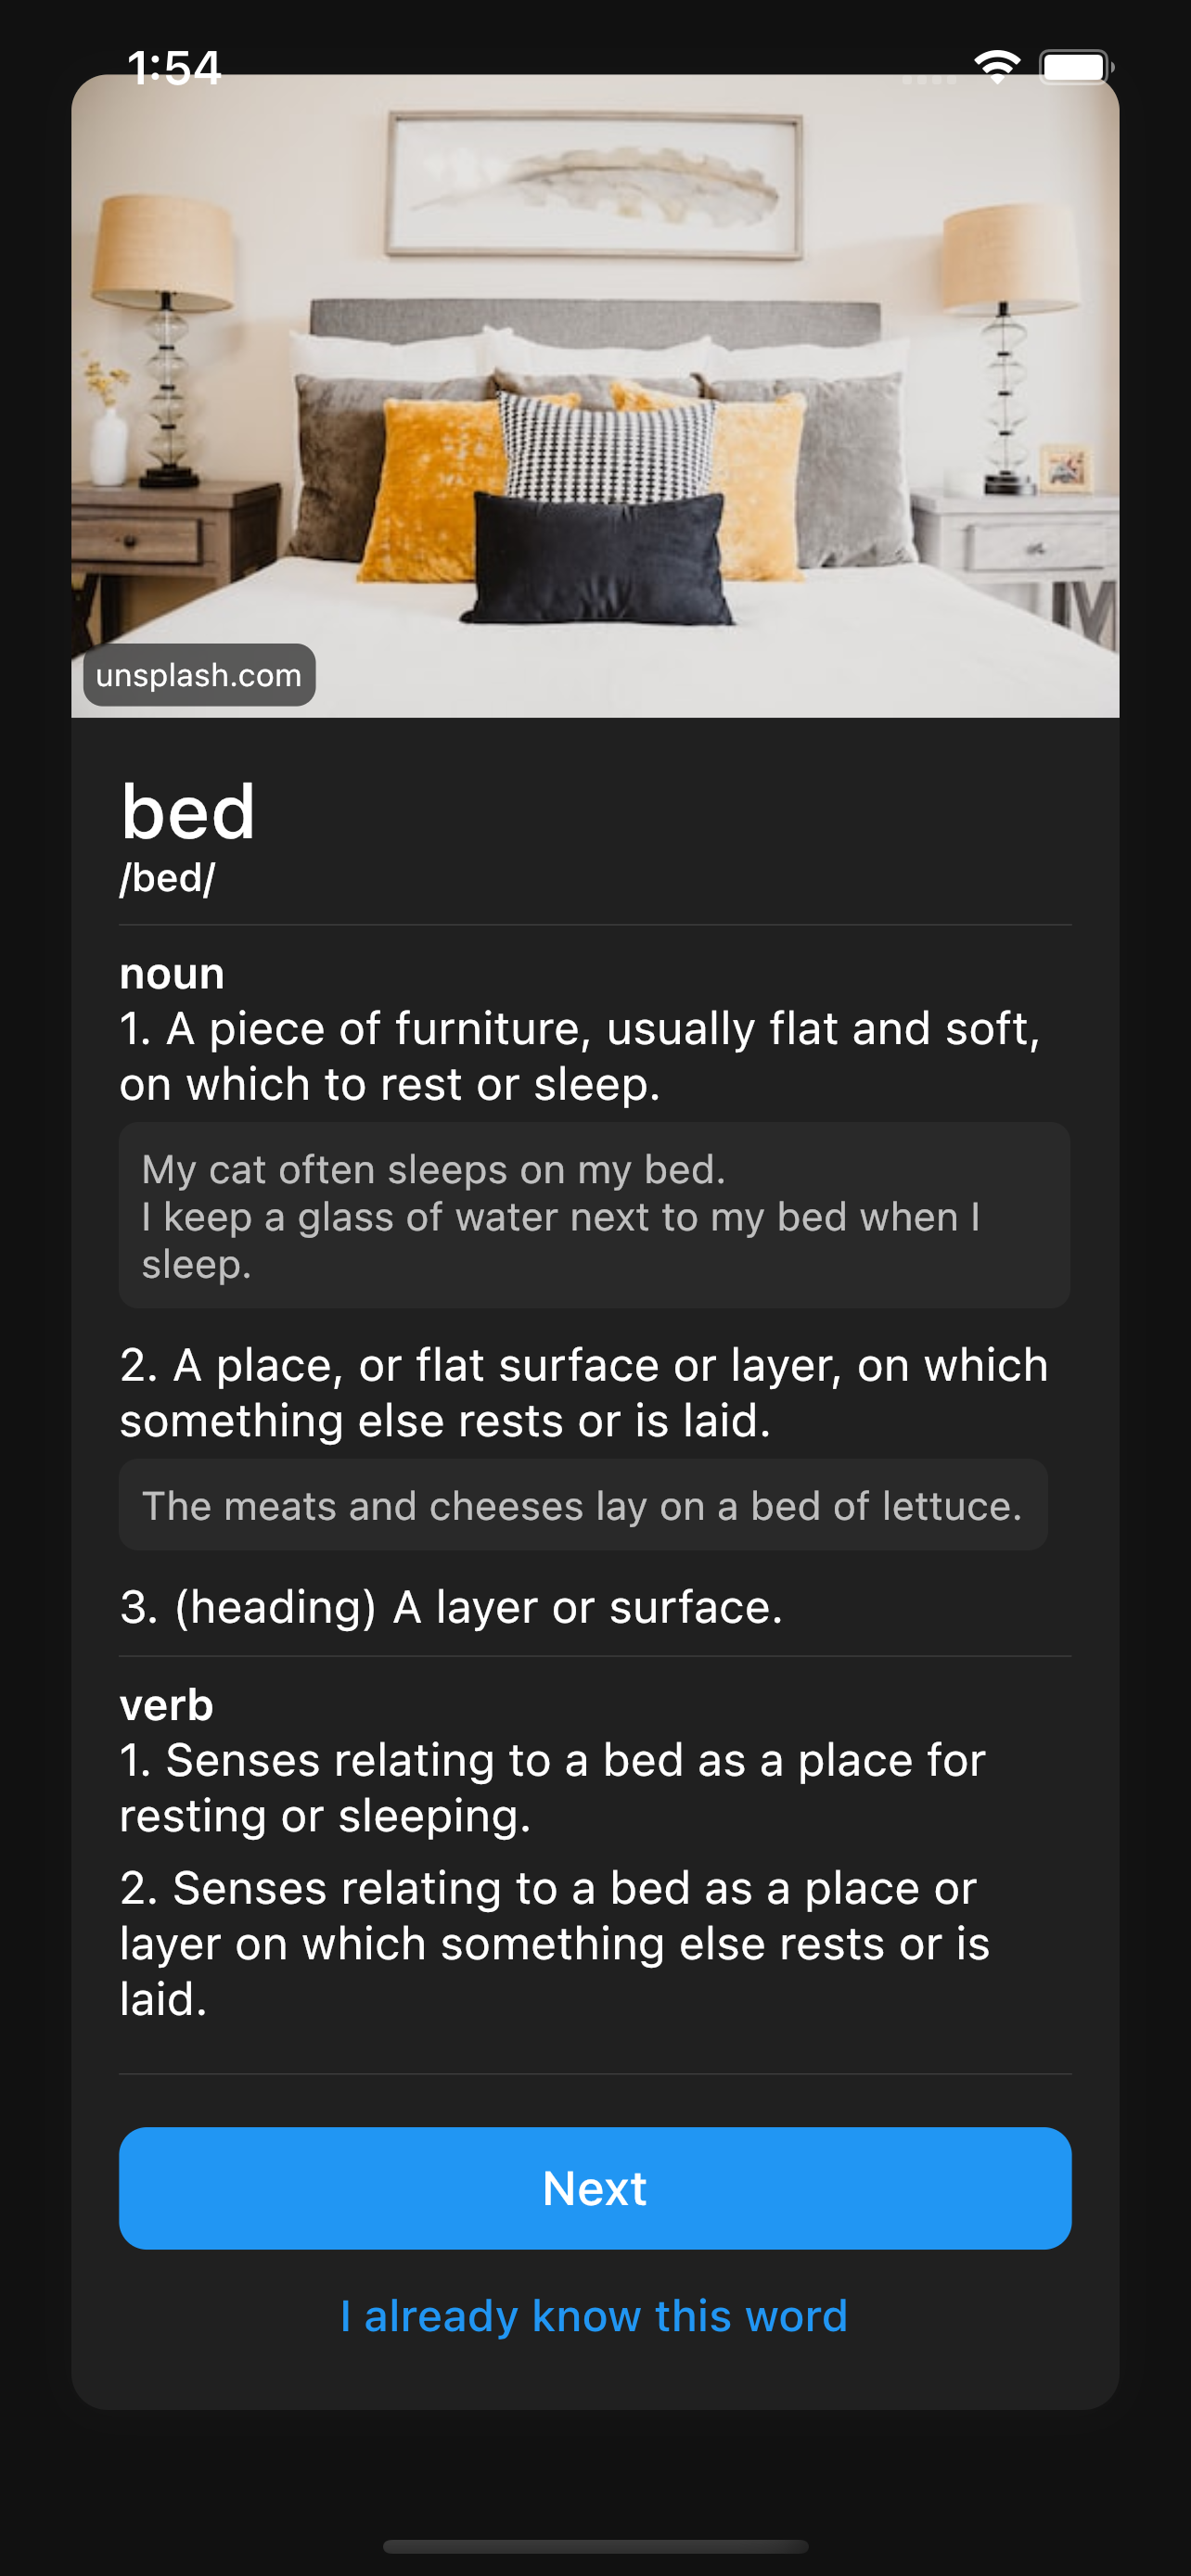 1:54
unsplash.com
bed
/bed/
noun
1. A piece of furniture, usually flat and soft,
on which to rest or sleep.
My cat often sleeps on my bed.
I keep a glass of water next to my bed when I
sleep.
2. A place, or flat surface or layer, on which
something else rests or is laid.
The meats and cheeses lay on a bed of lettuce.
3. (heading) A layer or surface.
verb
1. Senses relating to a bed as a place for
resting or sleeping.
2. Senses relating to a bed as a place or
layer on which something else rests or is
laid.
Next
I already know this word